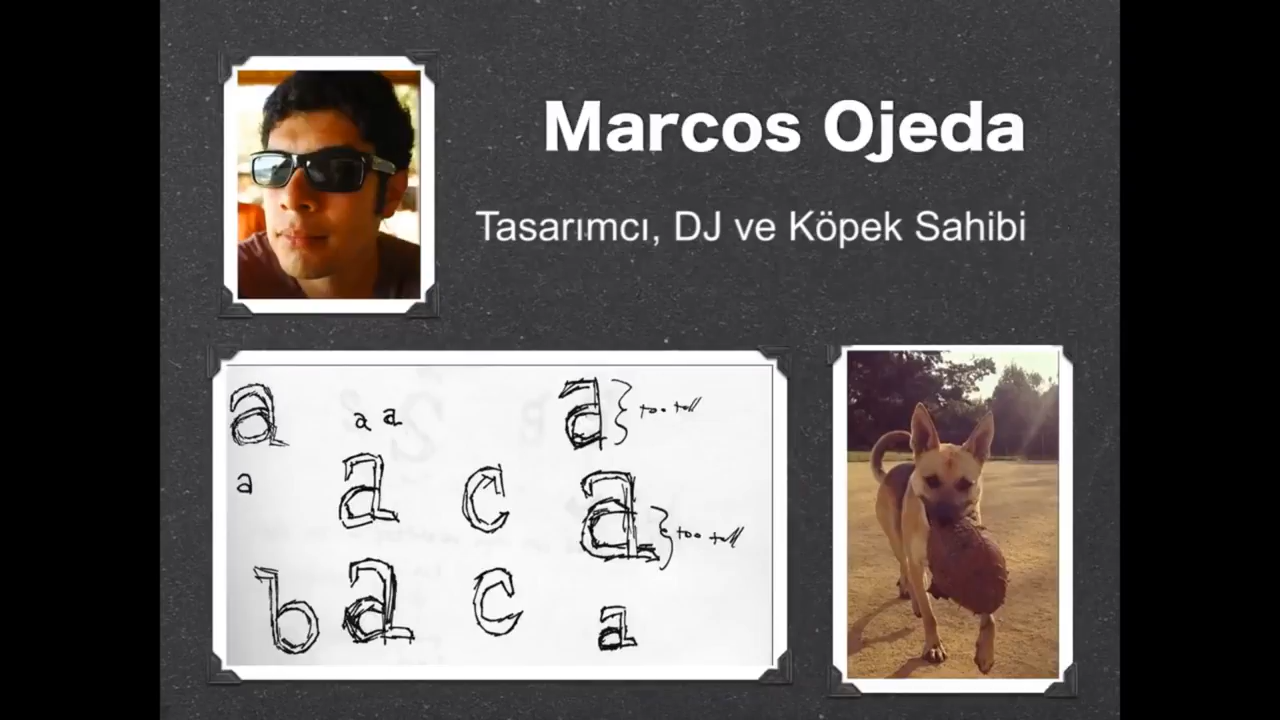 Marcos Ojeda
Tasarımcı, DJ ve Köpek Sahibi
a
a a
a } too tall
a
a
c
a } too tall
b
a
c
a